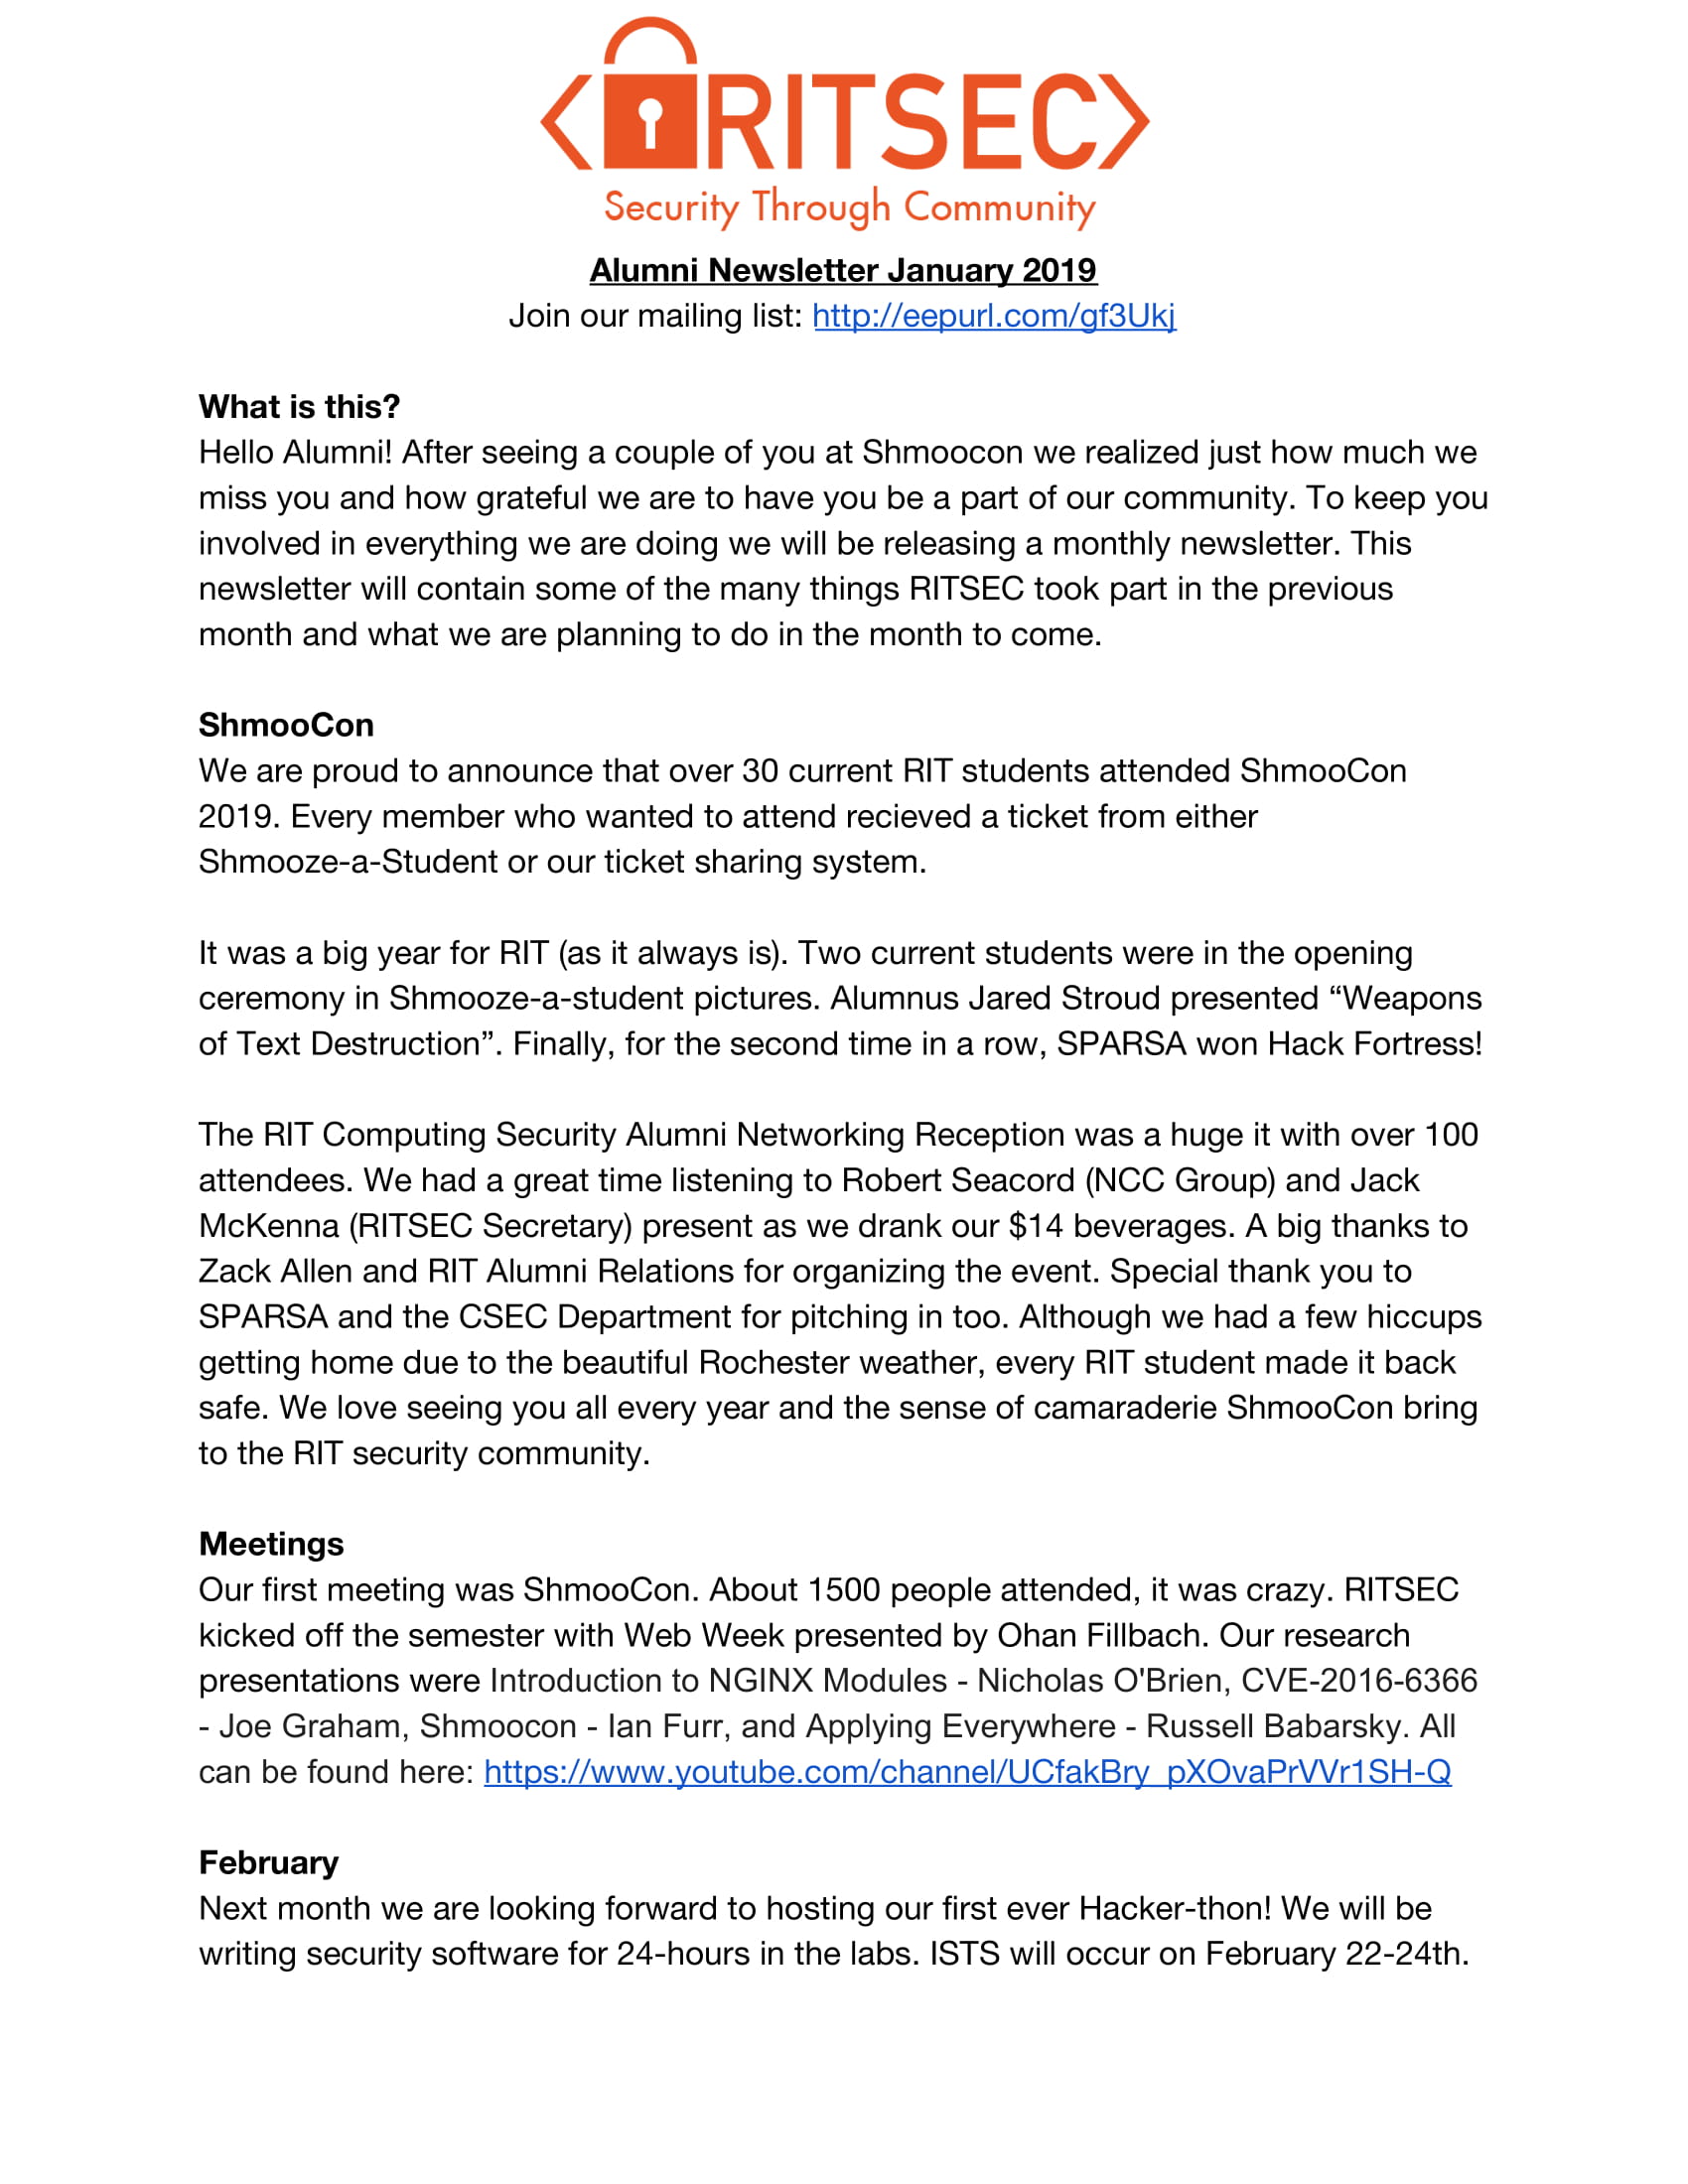 RITSEC
Security Through Community
Alumni Newsletter January 2019
Join our mailing list: http://eepurl.com/gf3Ukj
What is this?
Hello Alumni! After seeing a couple of you at Shmoocon we realized just how much we
miss you and how grateful we are to have you be a part of our community. To keep you
involved in everything we are doing we will be releasing a monthly newsletter. This
newsletter will contain some of the many things RITSEC took part in the previous
month and what we are planning to do in the month to come.
ShmooCon
We are proud to announce that over 30 current RIT students attended ShmooCon
2019. Every member who wanted to attend recieved a ticket from either
Shmooze-a-Student or our ticket sharing system.
It was a big year for RIT (as it always is). Two current students were in the opening
ceremony in Shmooze-a-student pictures. Alumnus Jared Stroud presented “Weapons
of Text Destruction”. Finally, for the second time in a row, SPARSA won Hack Fortress!
The RIT Computing Security Alumni Networking Reception was a huge it with over 100
attendees. We had a great time listening to Robert Seacord (NCC Group) and Jack
McKenna (RITSEC Secretary) present as we drank our $14 beverages. A big thanks to
Zack Allen and RIT Alumni Relations for organizing the event. Special thank you to
SPARSA and the CSEC Department for pitching in too. Although we had a few hiccups
getting home due to the beautiful Rochester weather, every RIT student made it back
safe. We love seeing you all every year and the sense of camaraderie ShmooCon bring
to the RIT security community.
Meetings
Our first meeting was ShmooCon. About 1500 people attended, it was crazy. RITSEC
kicked off the semester with Web Week presented by Ohan Fillbach. Our research
presentations were Introduction to NGINX Modules - Nicholas O'Brien, CVE-2016-6366
- Joe Graham, Shmoocon - Ian Furr, and Applying Everywhere - Russell Babarsky. All
can be found here: https://www.youtube.com/channel/UCfakBry_pXOvaPrVVr1SH-Q
February
Next month we are looking forward to hosting our first ever Hacker-thon! We will be
writing security software for 24-hours in the labs. ISTS will occur on February 22-24th.